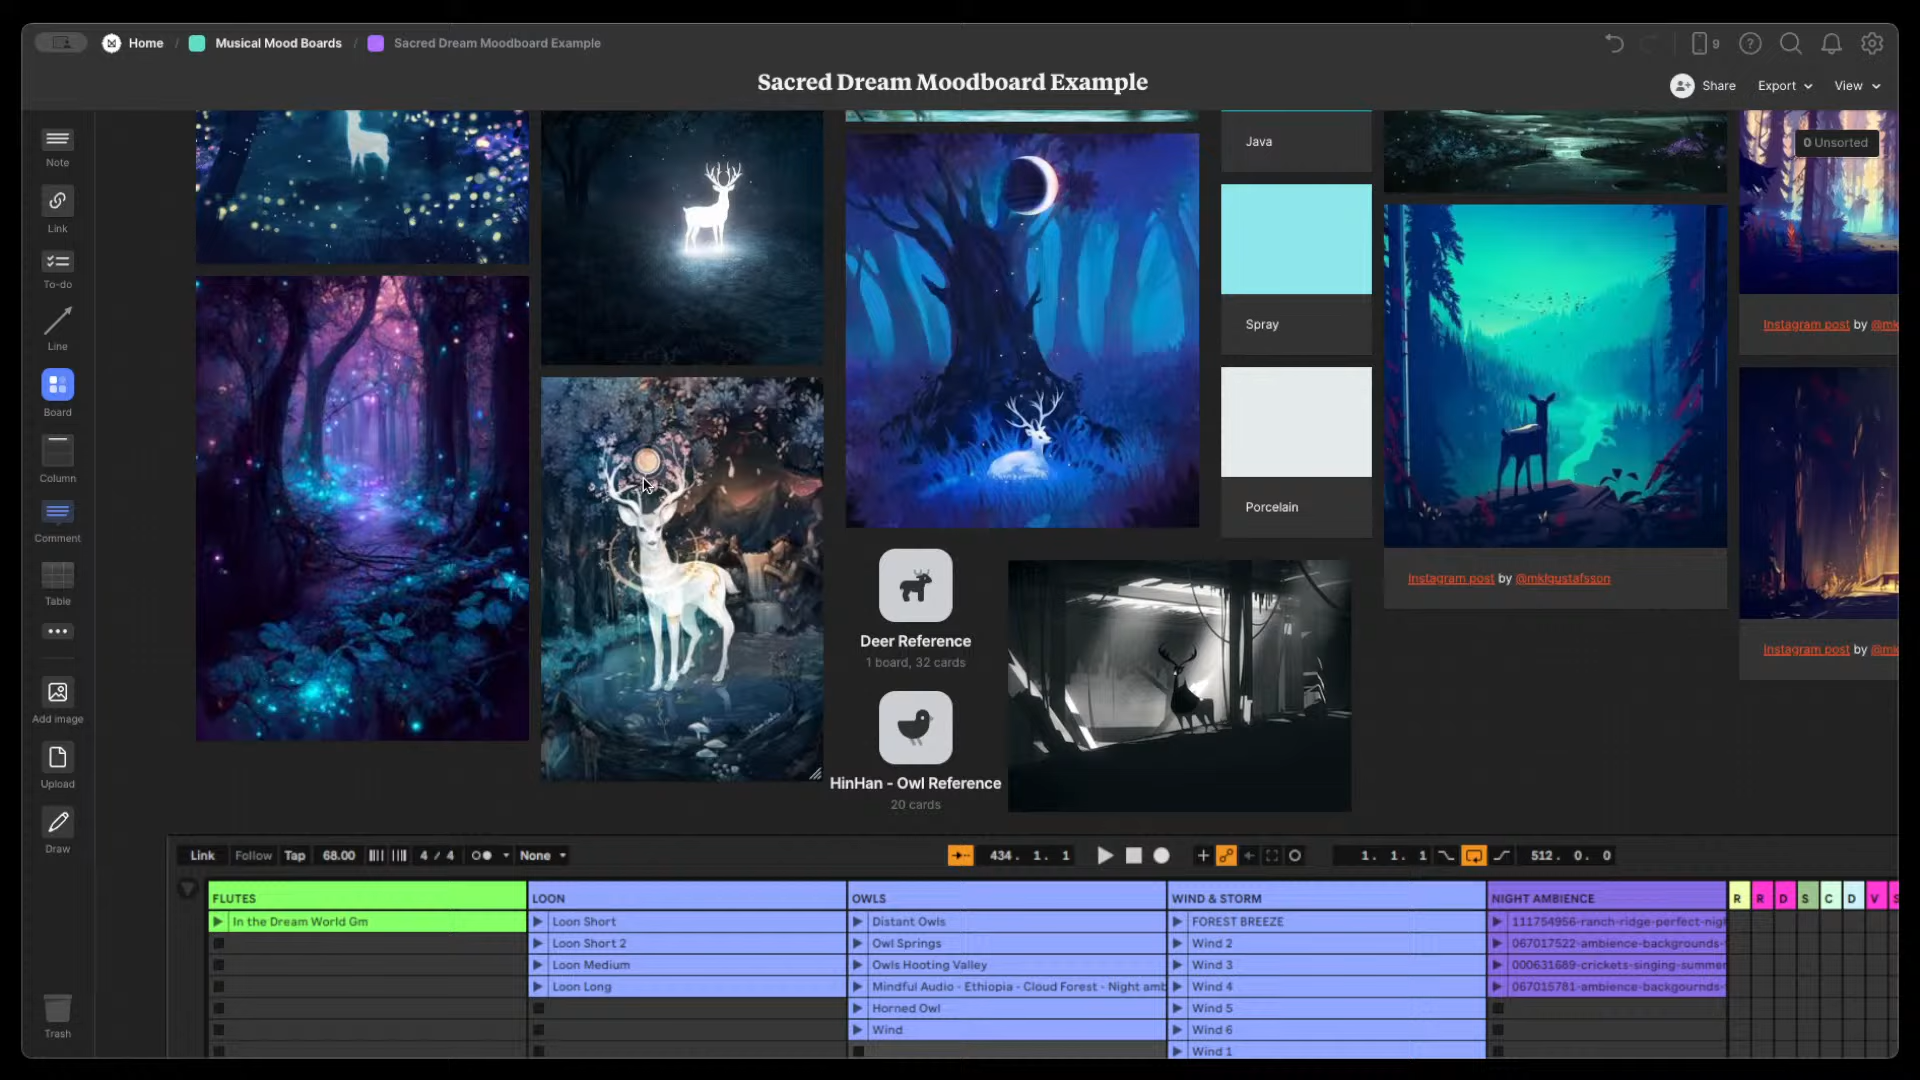 Home / Musical Mood Boards / Sacred Dream Moodboard Example
9
Sacred Dream Moodboard Example
Share Export View
Note
Link
To-do
Line
Board
Column
Comment
Table
Add image
Upload
Draw
Trash
Java
Spray
Porcelain
0 Unsorted
Instagram post by @mklgustafsson
Instagram post by @mk
Instagram post by @mk
Deer Reference
1 board, 32 cards
HinHan - Owl Reference
20 cards
Link Follow Tap 68.00 4 / 4 None 434. 1. 1 1. 1. 1 512. 0. 0
FLUTES LOON OWLS WIND & STORM NIGHT AMBIENCE R R D S C D V S
In the Dream World Gm Loon Short Distant Owls FOREST BREEZE 111754956-ranch-ridge-perfect-nig
Loon Short 2 Owl Springs Wind 2 067017522-ambience-backgrounds-
Loon Medium Owls Hooting Valley Wind 3 000631689-crickets-singing-summer
Loon Long Mindful Audio - Ethiopia - Cloud Forest - Night amb Wind 4 067015781-ambience-backgournds-
Horned Owl Wind 5
Wind Wind 6
Wind 1